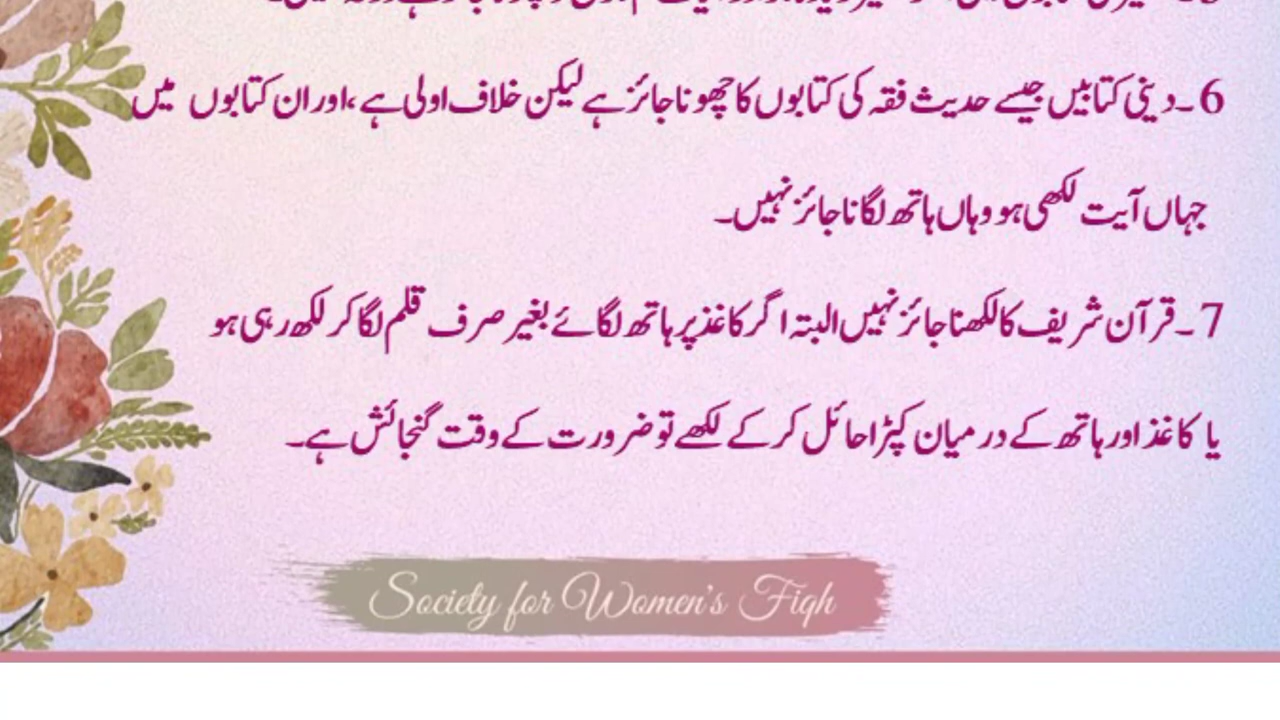 6۔دینی کتابیں جیسے حدیث فقہ کی کتابوں کا چھونا جائز ہے لیکن خلاف اولی ہے،اور ان کتابوں میں
جہاں آیت لکھی ہو وہاں ہاتھ لگانا جائز نہیں۔
7۔قرآن شریف کا لکھنا جائز نہیں البتہ اگر کاغذ پر ہاتھ لگائے بغیر صرف قلم لگا کر لکھ رہی ہو
یا کاغذ اور ہاتھ کے درمیان کپڑا حائل کر کے لکھے تو ضرورت کے وقت گنجائش ہے۔
Society for Women's Fiqh